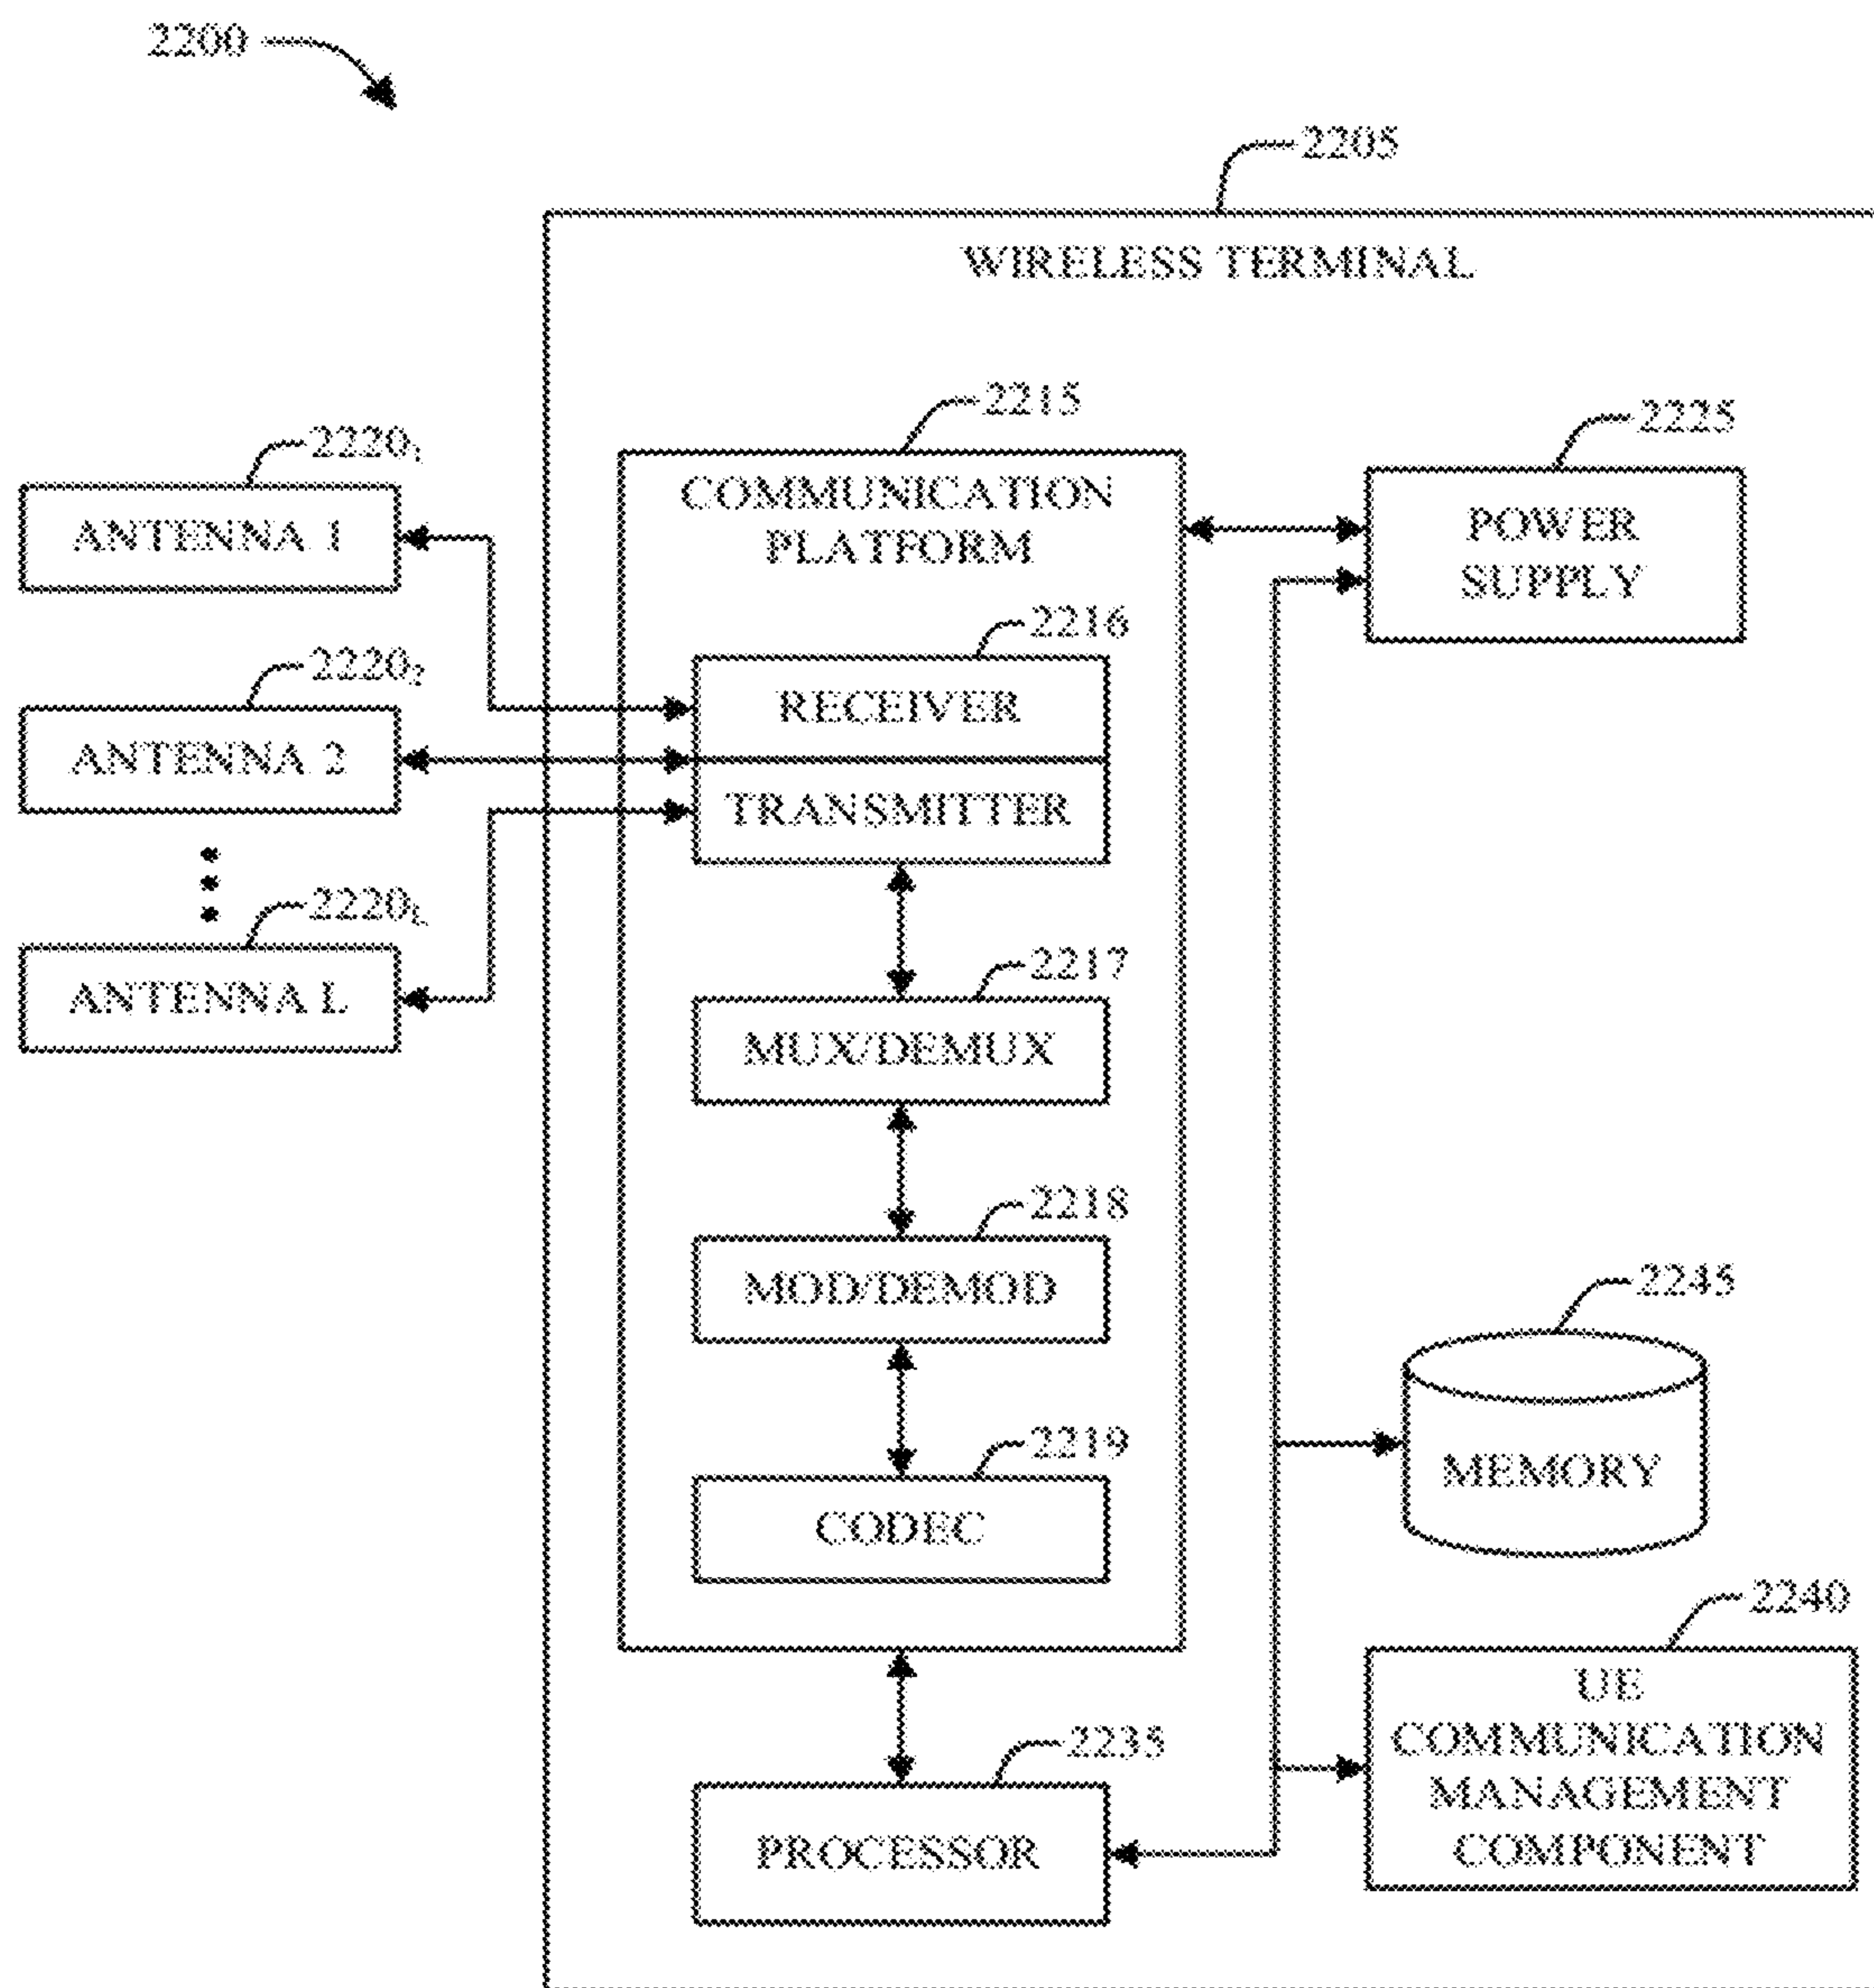 2200
2205
WIRELESS TERMINAL
2215
2225
COMMUNICATION
PLATFORM
POWER
SUPPLY
2220₁
ANTENNA 1
2216
RECEIVER
TRANSMITTER
2220₂
ANTENNA 2
2220L
ANTENNA L
2217
MUX/DEMUX
2218
MOD/DEMOD
2245
MEMORY
2219
CODEC
2240
UE
COMMUNICATION
MANAGEMENT
COMPONENT
2235
PROCESSOR